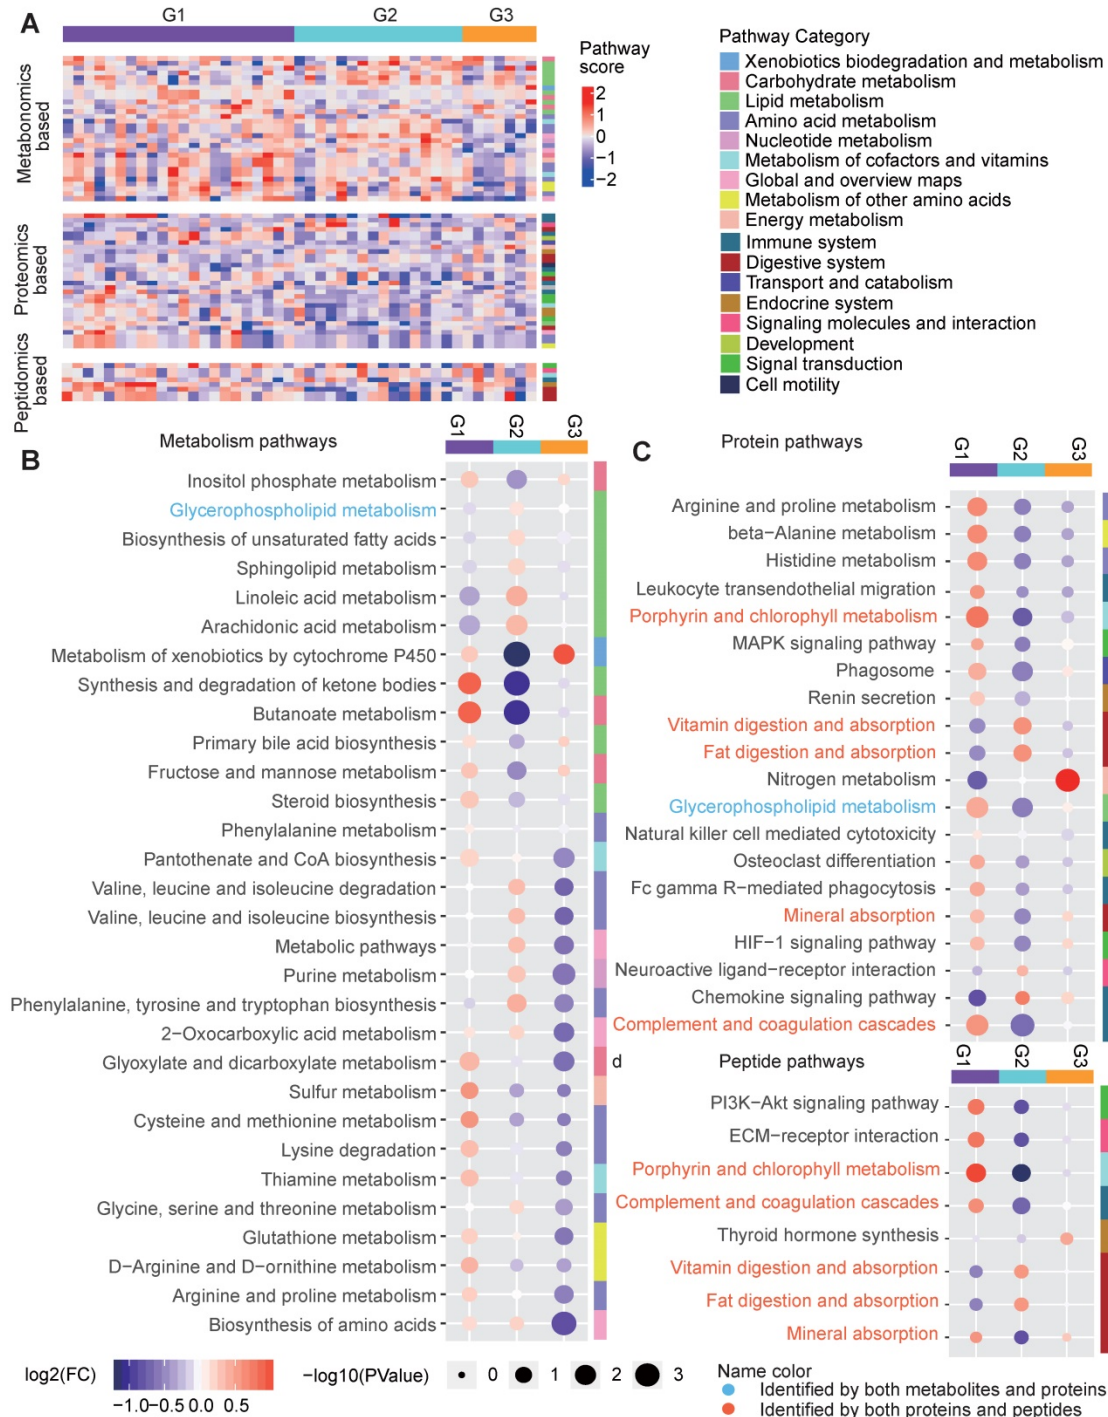 A
G1 G2 G3
Metabonomics based
Proteomics based
Peptidomics based
Pathway score
2
1
0
−1
−2
Pathway Category
Xenobiotics biodegradation and metabolism
Carbohydrate metabolism
Lipid metabolism
Amino acid metabolism
Nucleotide metabolism
Metabolism of cofactors and vitamins
Global and overview maps
Metabolism of other amino acids
Energy metabolism
Immune system
Digestive system
Transport and catabolism
Endocrine system
Signaling molecules and interaction
Development
Signal transduction
Cell motility
B
Metabolism pathways
G1 G2 G3
Inositol phosphate metabolism
Glycerophospholipid metabolism
Biosynthesis of unsaturated fatty acids
Sphingolipid metabolism
Linoleic acid metabolism
Arachidonic acid metabolism
Metabolism of xenobiotics by cytochrome P450
Synthesis and degradation of ketone bodies
Butanoate metabolism
Primary bile acid biosynthesis
Fructose and mannose metabolism
Steroid biosynthesis
Phenylalanine metabolism
Pantothenate and CoA biosynthesis
Valine, leucine and isoleucine degradation
Valine, leucine and isoleucine biosynthesis
Metabolic pathways
Purine metabolism
Phenylalanine, tyrosine and tryptophan biosynthesis
2−Oxocarboxylic acid metabolism
Glyoxylate and dicarboxylate metabolism
Sulfur metabolism
Cysteine and methionine metabolism
Lysine degradation
Thiamine metabolism
Glycine, serine and threonine metabolism
Glutathione metabolism
D−Arginine and D−ornithine metabolism
Arginine and proline metabolism
Biosynthesis of amino acids
C
Protein pathways
G1 G2 G3
Arginine and proline metabolism
beta−Alanine metabolism
Histidine metabolism
Leukocyte transendothelial migration
Porphyrin and chlorophyll metabolism
MAPK signaling pathway
Phagosome
Renin secretion
Vitamin digestion and absorption
Fat digestion and absorption
Nitrogen metabolism
Glycerophospholipid metabolism
Natural killer cell mediated cytotoxicity
Osteoclast differentiation
Fc gamma R−mediated phagocytosis
Mineral absorption
HIF−1 signaling pathway
Neuroactive ligand−receptor interaction
Chemokine signaling pathway
Complement and coagulation cascades
d
Peptide pathways
G1 G2 G3
PI3K−Akt signaling pathway
ECM−receptor interaction
Porphyrin and chlorophyll metabolism
Complement and coagulation cascades
Thyroid hormone synthesis
Vitamin digestion and absorption
Fat digestion and absorption
Mineral absorption
log2(FC)
−1.0 −0.5 0.0 0.5
−log10(PValue)
0 1 2 3
Name color
Identified by both metabolites and proteins
Identified by both proteins and peptides